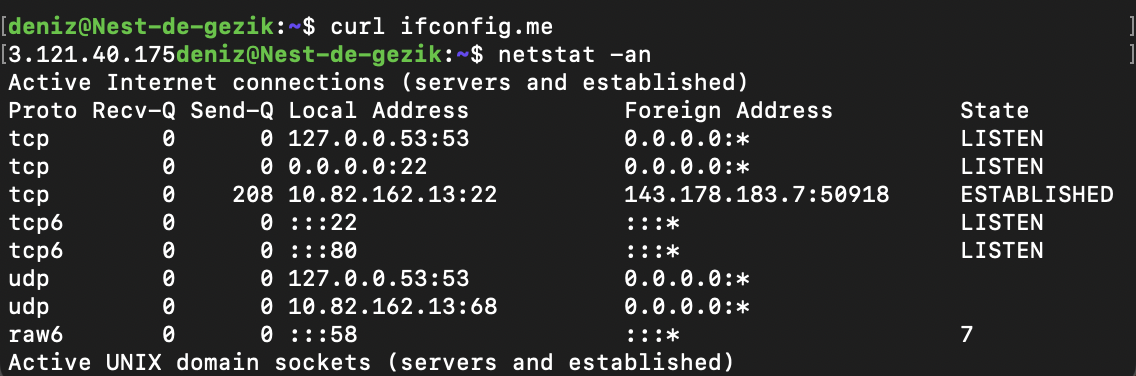 [deniz@Nest-de-gezik:~$ curl ifconfig.me ]
[3.121.40.175deniz@Nest-de-gezik:~$ netstat -an ]
Active Internet connections (servers and established)
Proto Recv-Q Send-Q Local Address           Foreign Address         State
tcp        0      0 127.0.0.53:53           0.0.0.0:*               LISTEN
tcp        0      0 0.0.0.0:22              0.0.0.0:*               LISTEN
tcp        0    208 10.82.162.13:22         143.178.183.7:50918     ESTABLISHED
tcp6       0      0 :::22                   :::*                    LISTEN
tcp6       0      0 :::80                   :::*                    LISTEN
udp        0      0 127.0.0.53:53           0.0.0.0:*
udp        0      0 10.82.162.13:68         0.0.0.0:*
raw6       0      0 :::58                   :::*                    7
Active UNIX domain sockets (servers and established)